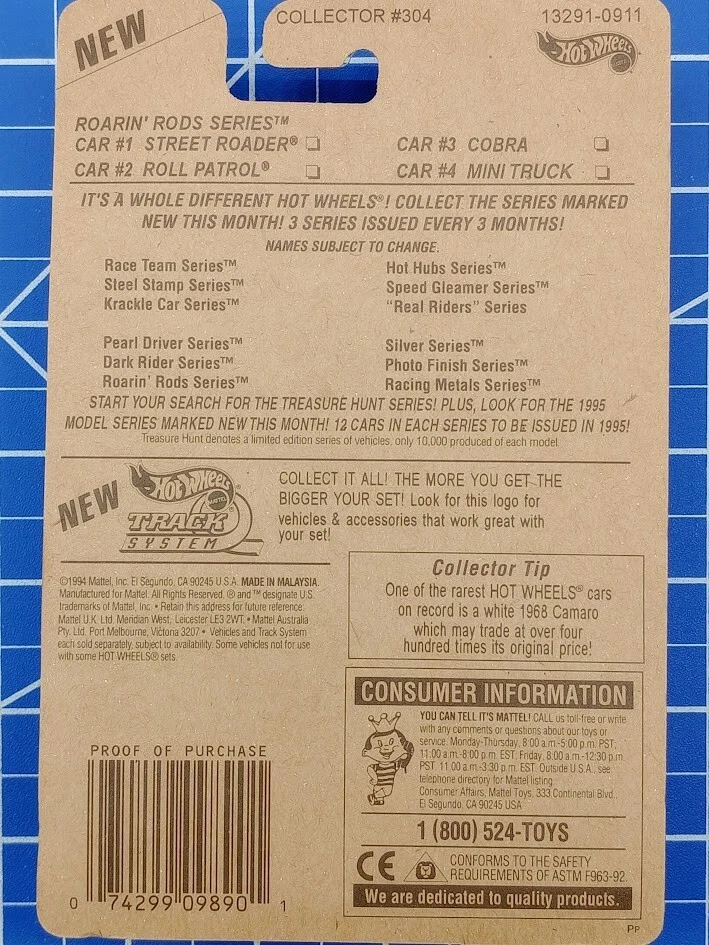 NEW
COLLECTOR #304
13291-0911
HOT WHEELS
ROARIN' RODS SERIES™
CAR #1 STREET ROADER®
CAR #2 ROLL PATROL®
CAR #3 COBRA
CAR #4 MINI TRUCK
IT'S A WHOLE DIFFERENT HOT WHEELS®! COLLECT THE SERIES MARKED
NEW THIS MONTH! 3 SERIES ISSUED EVERY 3 MONTHS!
NAMES SUBJECT TO CHANGE.
Race Team Series™
Steel Stamp Series™
Krackle Car Series™
Hot Hubs Series™
Speed Gleamer Series™
"Real Riders" Series
Pearl Driver Series™
Dark Rider Series™
Roarin' Rods Series™
Silver Series™
Photo Finish Series™
Racing Metals Series™
START YOUR SEARCH FOR THE TREASURE HUNT SERIES! PLUS, LOOK FOR THE 1995
MODEL SERIES MARKED NEW THIS MONTH! 12 CARS IN EACH SERIES TO BE ISSUED IN 1995!
Treasure Hunt denotes a limited edition series of vehicles, only 10,000 produced of each model.
NEW
HOT WHEELS
MATTEL
TRACK
SYSTEM
COLLECT IT ALL! THE MORE YOU GET THE
BIGGER YOUR SET! Look for this logo for
vehicles & accessories that work great with
your set!
©1994 Mattel, Inc. El Segundo, CA 90245 U.S.A. MADE IN MALAYSIA.
Manufactured for Mattel. All Rights Reserved. ® and ™ designate U.S.
trademarks of Mattel, Inc. • Retain this address for future reference:
Mattel U.K. Ltd. Meridian West, Leicester LE3 2WT. • Mattel Australia
Pty. Ltd. Port Melbourne, Victoria 3207 • Vehicles and Track System
each sold separately, subject to availability. Some vehicles not for use
with some HOT WHEELS® sets.
Collector Tip
One of the rarest HOT WHEELS® cars
on record is a white 1968 Camaro
which may trade at over four
hundred times its original price!
CONSUMER INFORMATION
YOU CAN TELL IT'S MATTEL! CALL us toll-free or write
with any comments or questions about our toys or
service. Monday-Thursday, 8:00 a.m.-5:00 p.m. PST,
11:00 a.m.-8:00 p.m. EST; Friday, 8:00 a.m.-12:30 p.m.
PST, 11:00 a.m.-3:30 p.m. EST. Outside U.S.A., see
telephone directory for Mattel listing.
Consumer Affairs, Mattel Toys, 333 Continental Blvd.,
El Segundo, CA 90245 USA
1 (800) 524-TOYS
CE
CONFORMS TO THE SAFETY
REQUIREMENTS OF ASTM F963-92.
We are dedicated to quality products.
PROOF OF PURCHASE
0 74299 09890 1
PP